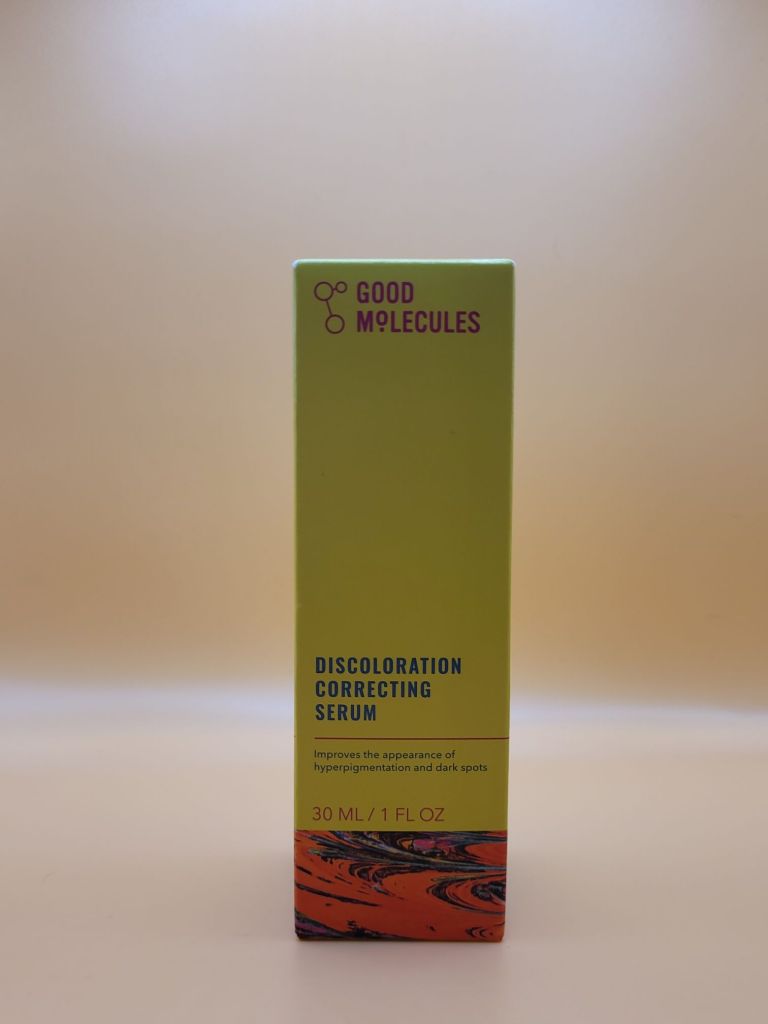 GOOD
MOLECULES
DISCOLORATION
CORRECTING
SERUM
Improves the appearance of
hyperpigmentation and dark spots
30 ML / 1 FL OZ